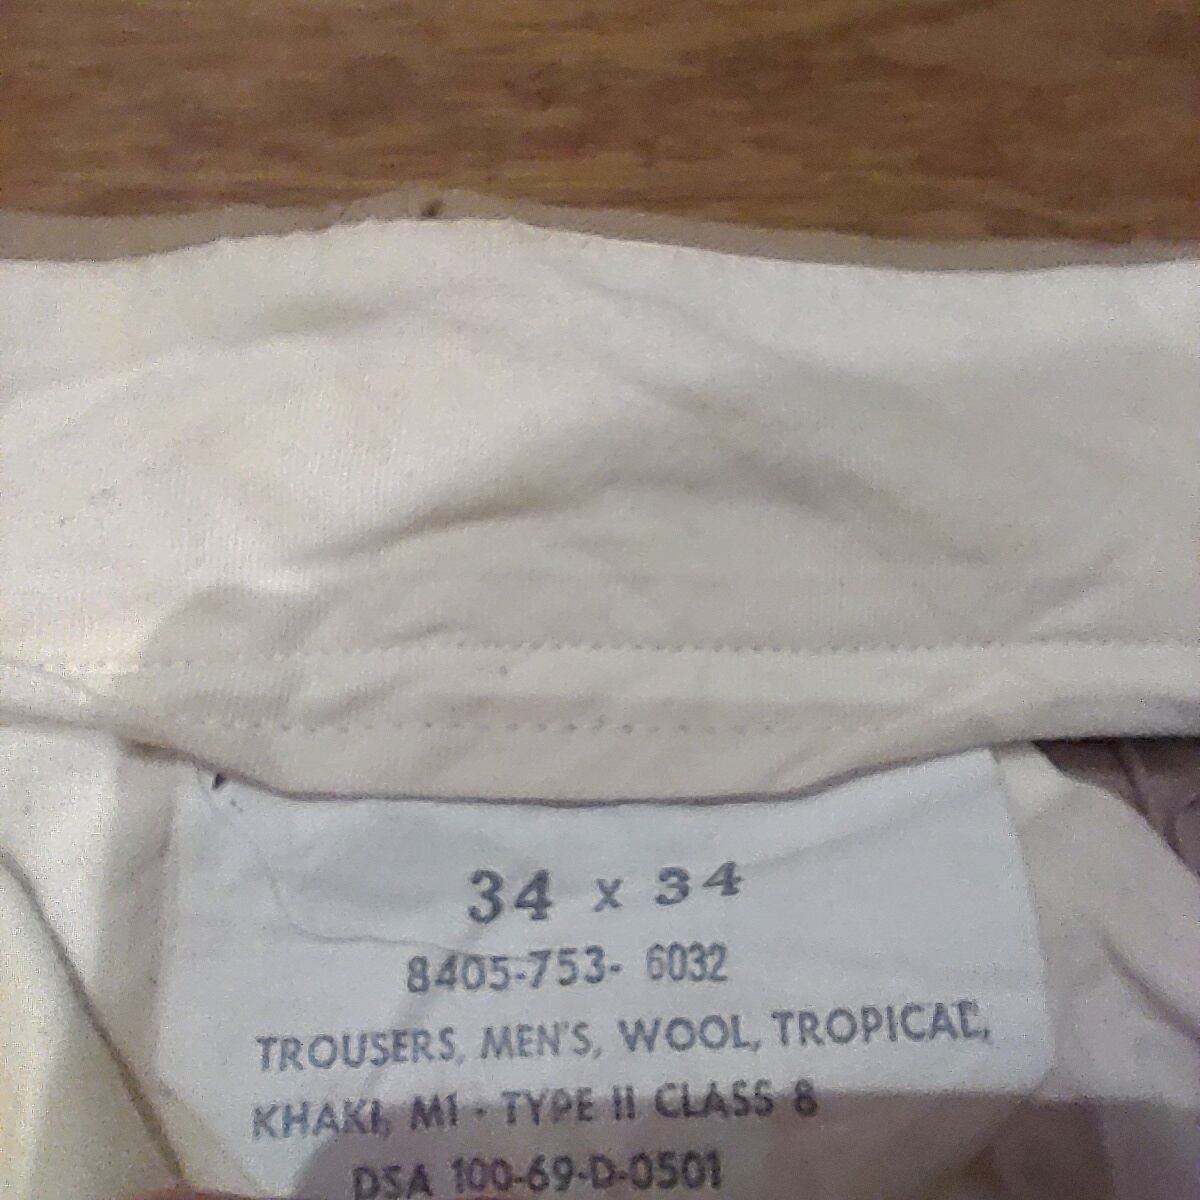 34 x 34
8405-753- 6032
TROUSERS, MEN'S, WOOL, TROPICAL,
KHAKI, M1 - TYPE II CLASS 8
DSA 100-69-D-0501